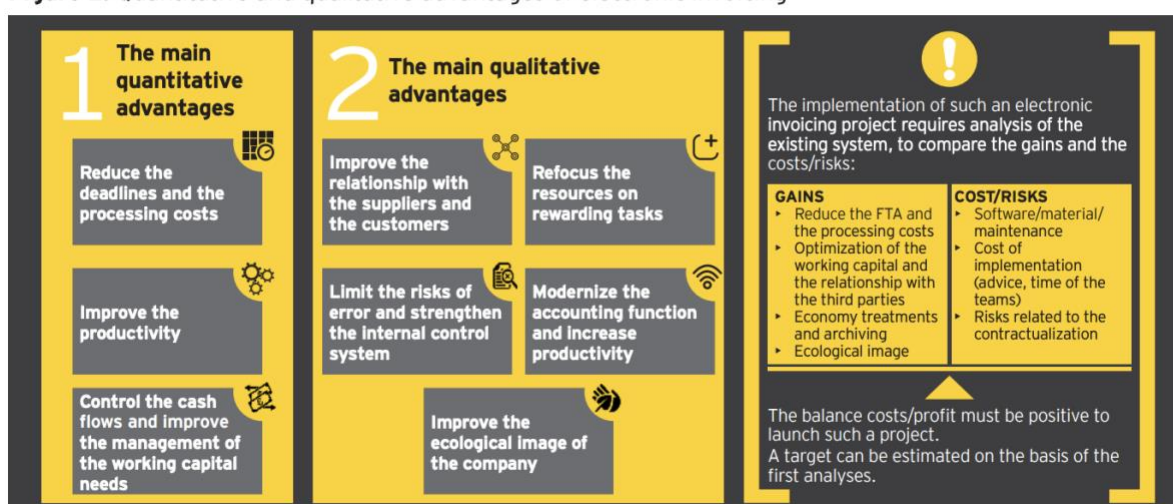 1
The main
quantitative
advantages
Reduce the
deadlines and the
processing costs
Improve the
productivity
Control the cash
flows and improve
the management of
the working capital
needs
2
The main qualitative
advantages
Improve the
relationship with
the suppliers and
the customers
Refocus the
resources on
rewarding tasks
Limit the risks of
error and strengthen
the internal control
system
Modernize the
accounting function
and increase
productivity
Improve the
ecological image of
the company
!
The implementation of such an electronic
invoicing project requires analysis of the
existing system, to compare the gains and the
costs/risks:
GAINS
‣ Reduce the FTA and
the processing costs
‣ Optimization of the
working capital and
the relationship with
the third parties
‣ Economy treatments
and archiving
‣ Ecological image
COST/RISKS
‣ Software/material/
maintenance
‣ Cost of
implementation
(advice, time of the
teams)
‣ Risks related to the
contractualization
The balance costs/profit must be positive to
launch such a project.
A target can be estimated on the basis of the
first analyses.